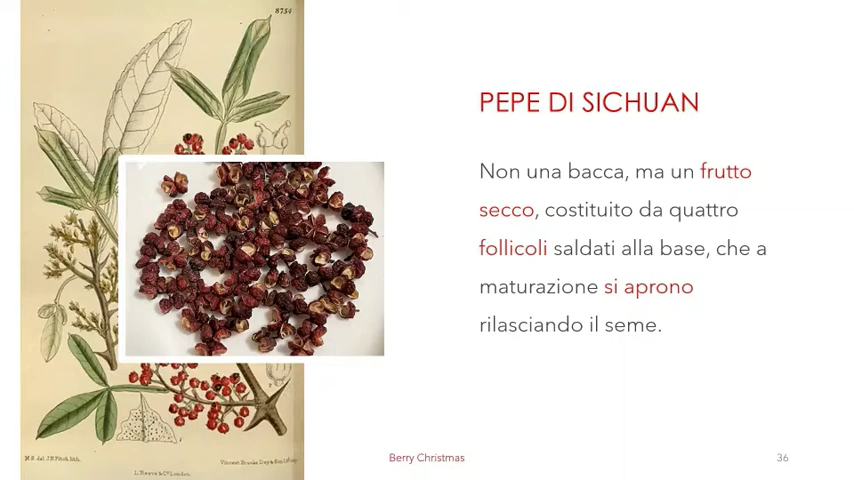 8754
PEPE DI SICHUAN
Non una bacca, ma un frutto
secco, costituito da quattro
follicoli saldati alla base, che a
maturazione si aprono
rilasciando il seme.
Berry Christmas
36